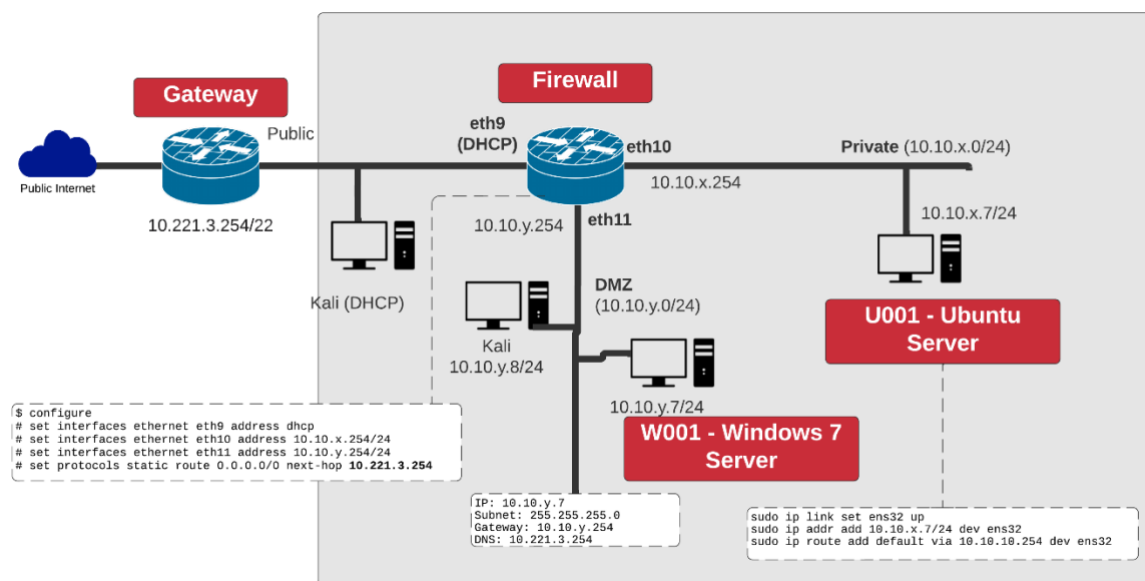 Gateway
Firewall
Public
eth9
(DHCP)
eth10
Private (10.10.x.0/24)
Public Internet
10.10.x.254
10.221.3.254/22
10.10.y.254
eth11
10.10.x.7/24
Kali (DHCP)
DMZ
(10.10.y.0/24)
U001 - Ubuntu
Server
Kali
10.10.y.8/24
10.10.y.7/24
W001 - Windows 7
Server
$ configure
# set interfaces ethernet eth9 address dhcp
# set interfaces ethernet eth10 address 10.10.x.254/24
# set interfaces ethernet eth11 address 10.10.y.254/24
# set protocols static route 0.0.0.0/0 next-hop 10.221.3.254
IP: 10.10.y.7
Subnet: 255.255.255.0
Gateway: 10.10.y.254
DNS: 10.221.3.254
sudo ip link set ens32 up
sudo ip addr add 10.10.x.7/24 dev ens32
sudo ip route add default via 10.10.10.254 dev ens32